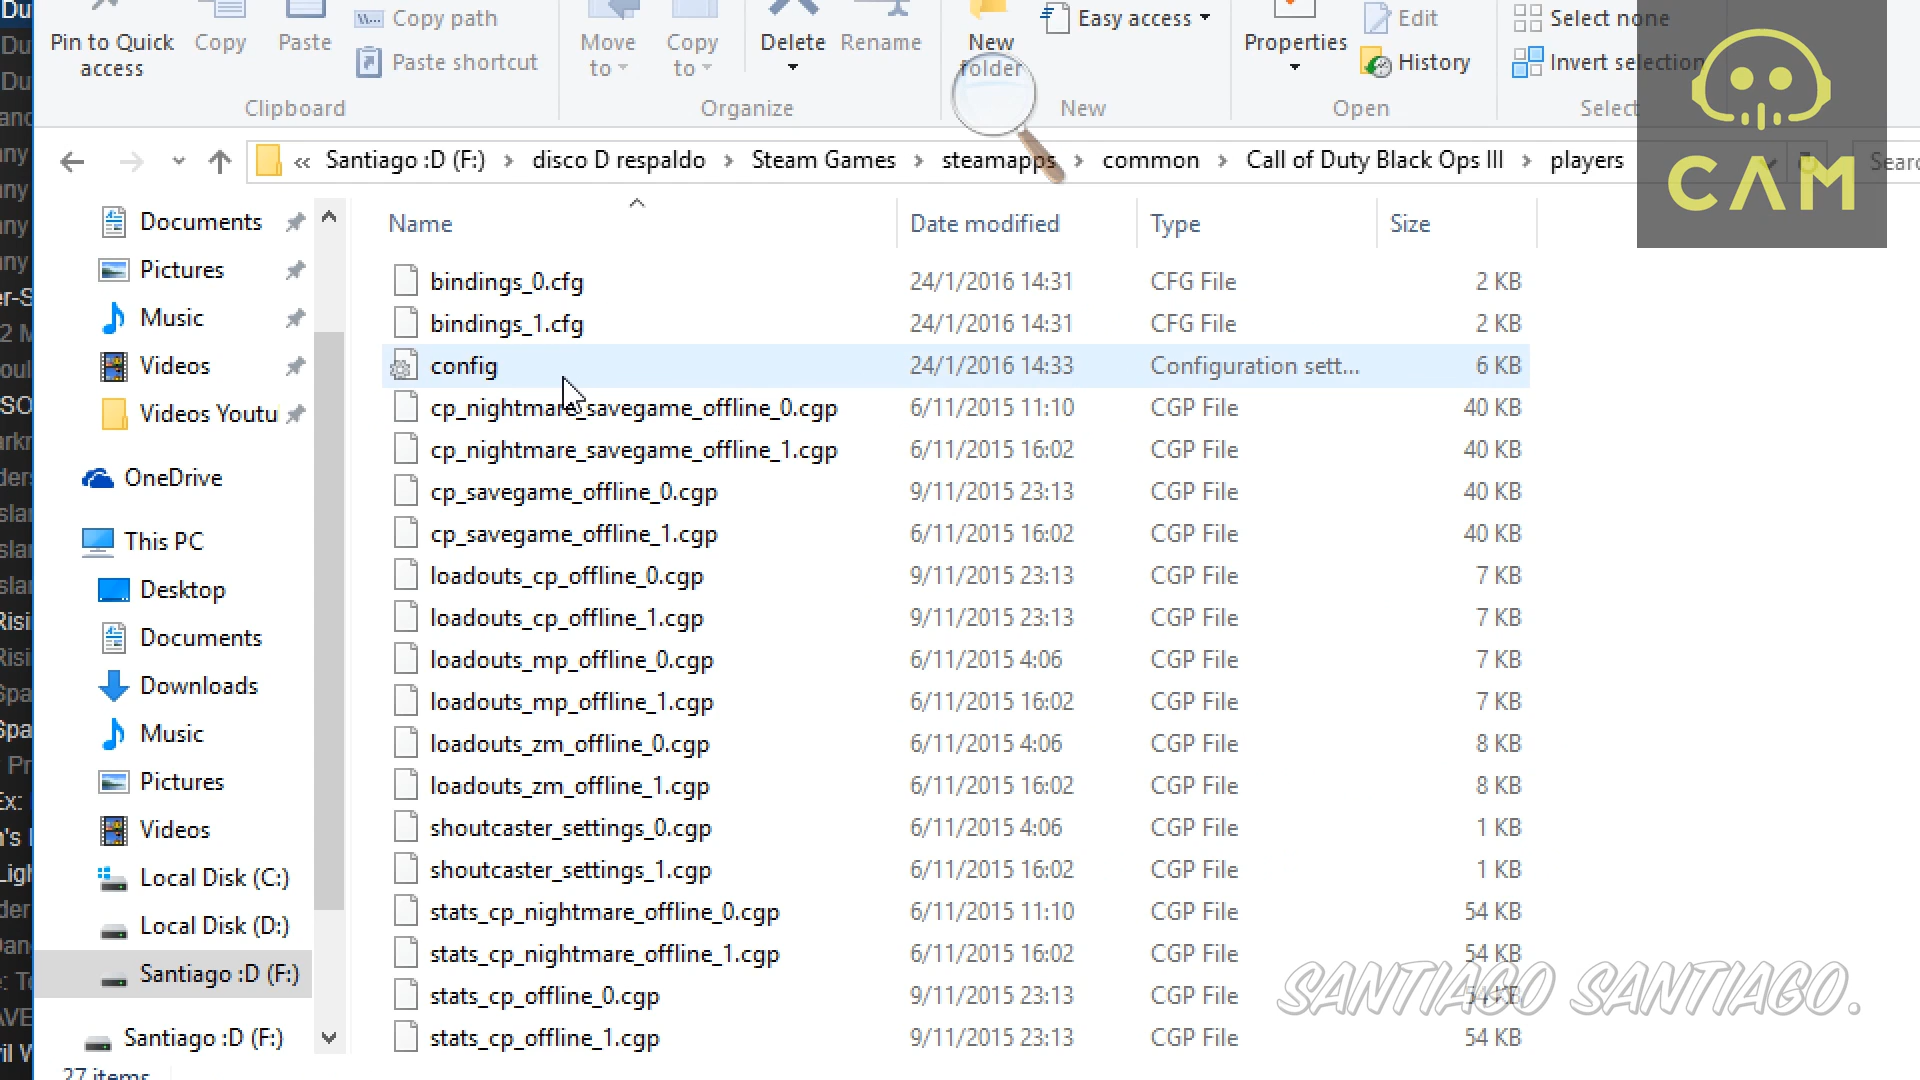 Copy path
Easy access
Edit
Select none
Pin to Quick access
Copy
Paste
Paste shortcut
Move to
Copy to
Delete
Rename
New folder
Properties
History
Invert selection
Clipboard
Organize
New
Open
Select
CAM
« Santiago :D (F:) > disco D respaldo > Steam Games > steamapps > common > Call of Duty Black Ops III > players
Name Date modified Type Size
Documents
Pictures
Music
Videos
Videos Youtu
OneDrive
This PC
Desktop
Documents
Downloads
Music
Pictures
Videos
Local Disk (C:)
Local Disk (D:)
Santiago :D (F:)
Santiago :D (F:)
27 items
bindings_0.cfg 24/1/2016 14:31 CFG File 2 KB
bindings_1.cfg 24/1/2016 14:31 CFG File 2 KB
config 24/1/2016 14:33 Configuration sett... 6 KB
cp_nightmare_savegame_offline_0.cgp 6/11/2015 11:10 CGP File 40 KB
cp_nightmare_savegame_offline_1.cgp 6/11/2015 16:02 CGP File 40 KB
cp_savegame_offline_0.cgp 9/11/2015 23:13 CGP File 40 KB
cp_savegame_offline_1.cgp 6/11/2015 16:02 CGP File 40 KB
loadouts_cp_offline_0.cgp 9/11/2015 23:13 CGP File 7 KB
loadouts_cp_offline_1.cgp 9/11/2015 23:13 CGP File 7 KB
loadouts_mp_offline_0.cgp 6/11/2015 4:06 CGP File 7 KB
loadouts_mp_offline_1.cgp 6/11/2015 16:02 CGP File 7 KB
loadouts_zm_offline_0.cgp 6/11/2015 4:06 CGP File 8 KB
loadouts_zm_offline_1.cgp 6/11/2015 16:02 CGP File 8 KB
shoutcaster_settings_0.cgp 6/11/2015 4:06 CGP File 1 KB
shoutcaster_settings_1.cgp 6/11/2015 16:02 CGP File 1 KB
stats_cp_nightmare_offline_0.cgp 6/11/2015 11:10 CGP File 54 KB
stats_cp_nightmare_offline_1.cgp 6/11/2015 16:02 CGP File 54 KB
stats_cp_offline_0.cgp 9/11/2015 23:13 CGP File 54 KB
stats_cp_offline_1.cgp 9/11/2015 23:13 CGP File 54 KB
SANTIAGO SANTIAGO.